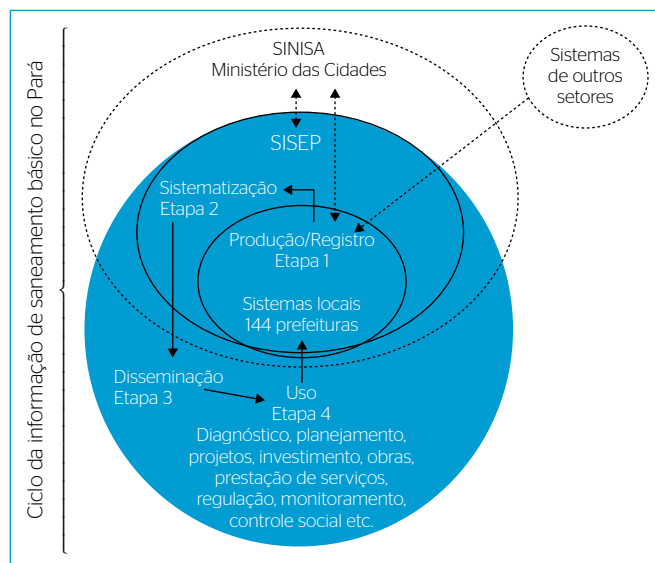 Ciclo da informação de saneamento básico no Pará
SINISA
Ministério das Cidades
Sistemas
de outros
setores
SISEP
Sistematização
Etapa 2
Produção/Registro
Etapa 1
Sistemas locais
144 prefeituras
Disseminação
Etapa 3
Uso
Etapa 4
Diagnóstico, planejamento,
projetos, investimento, obras,
prestação de serviços,
regulação, monitoramento,
controle social etc.